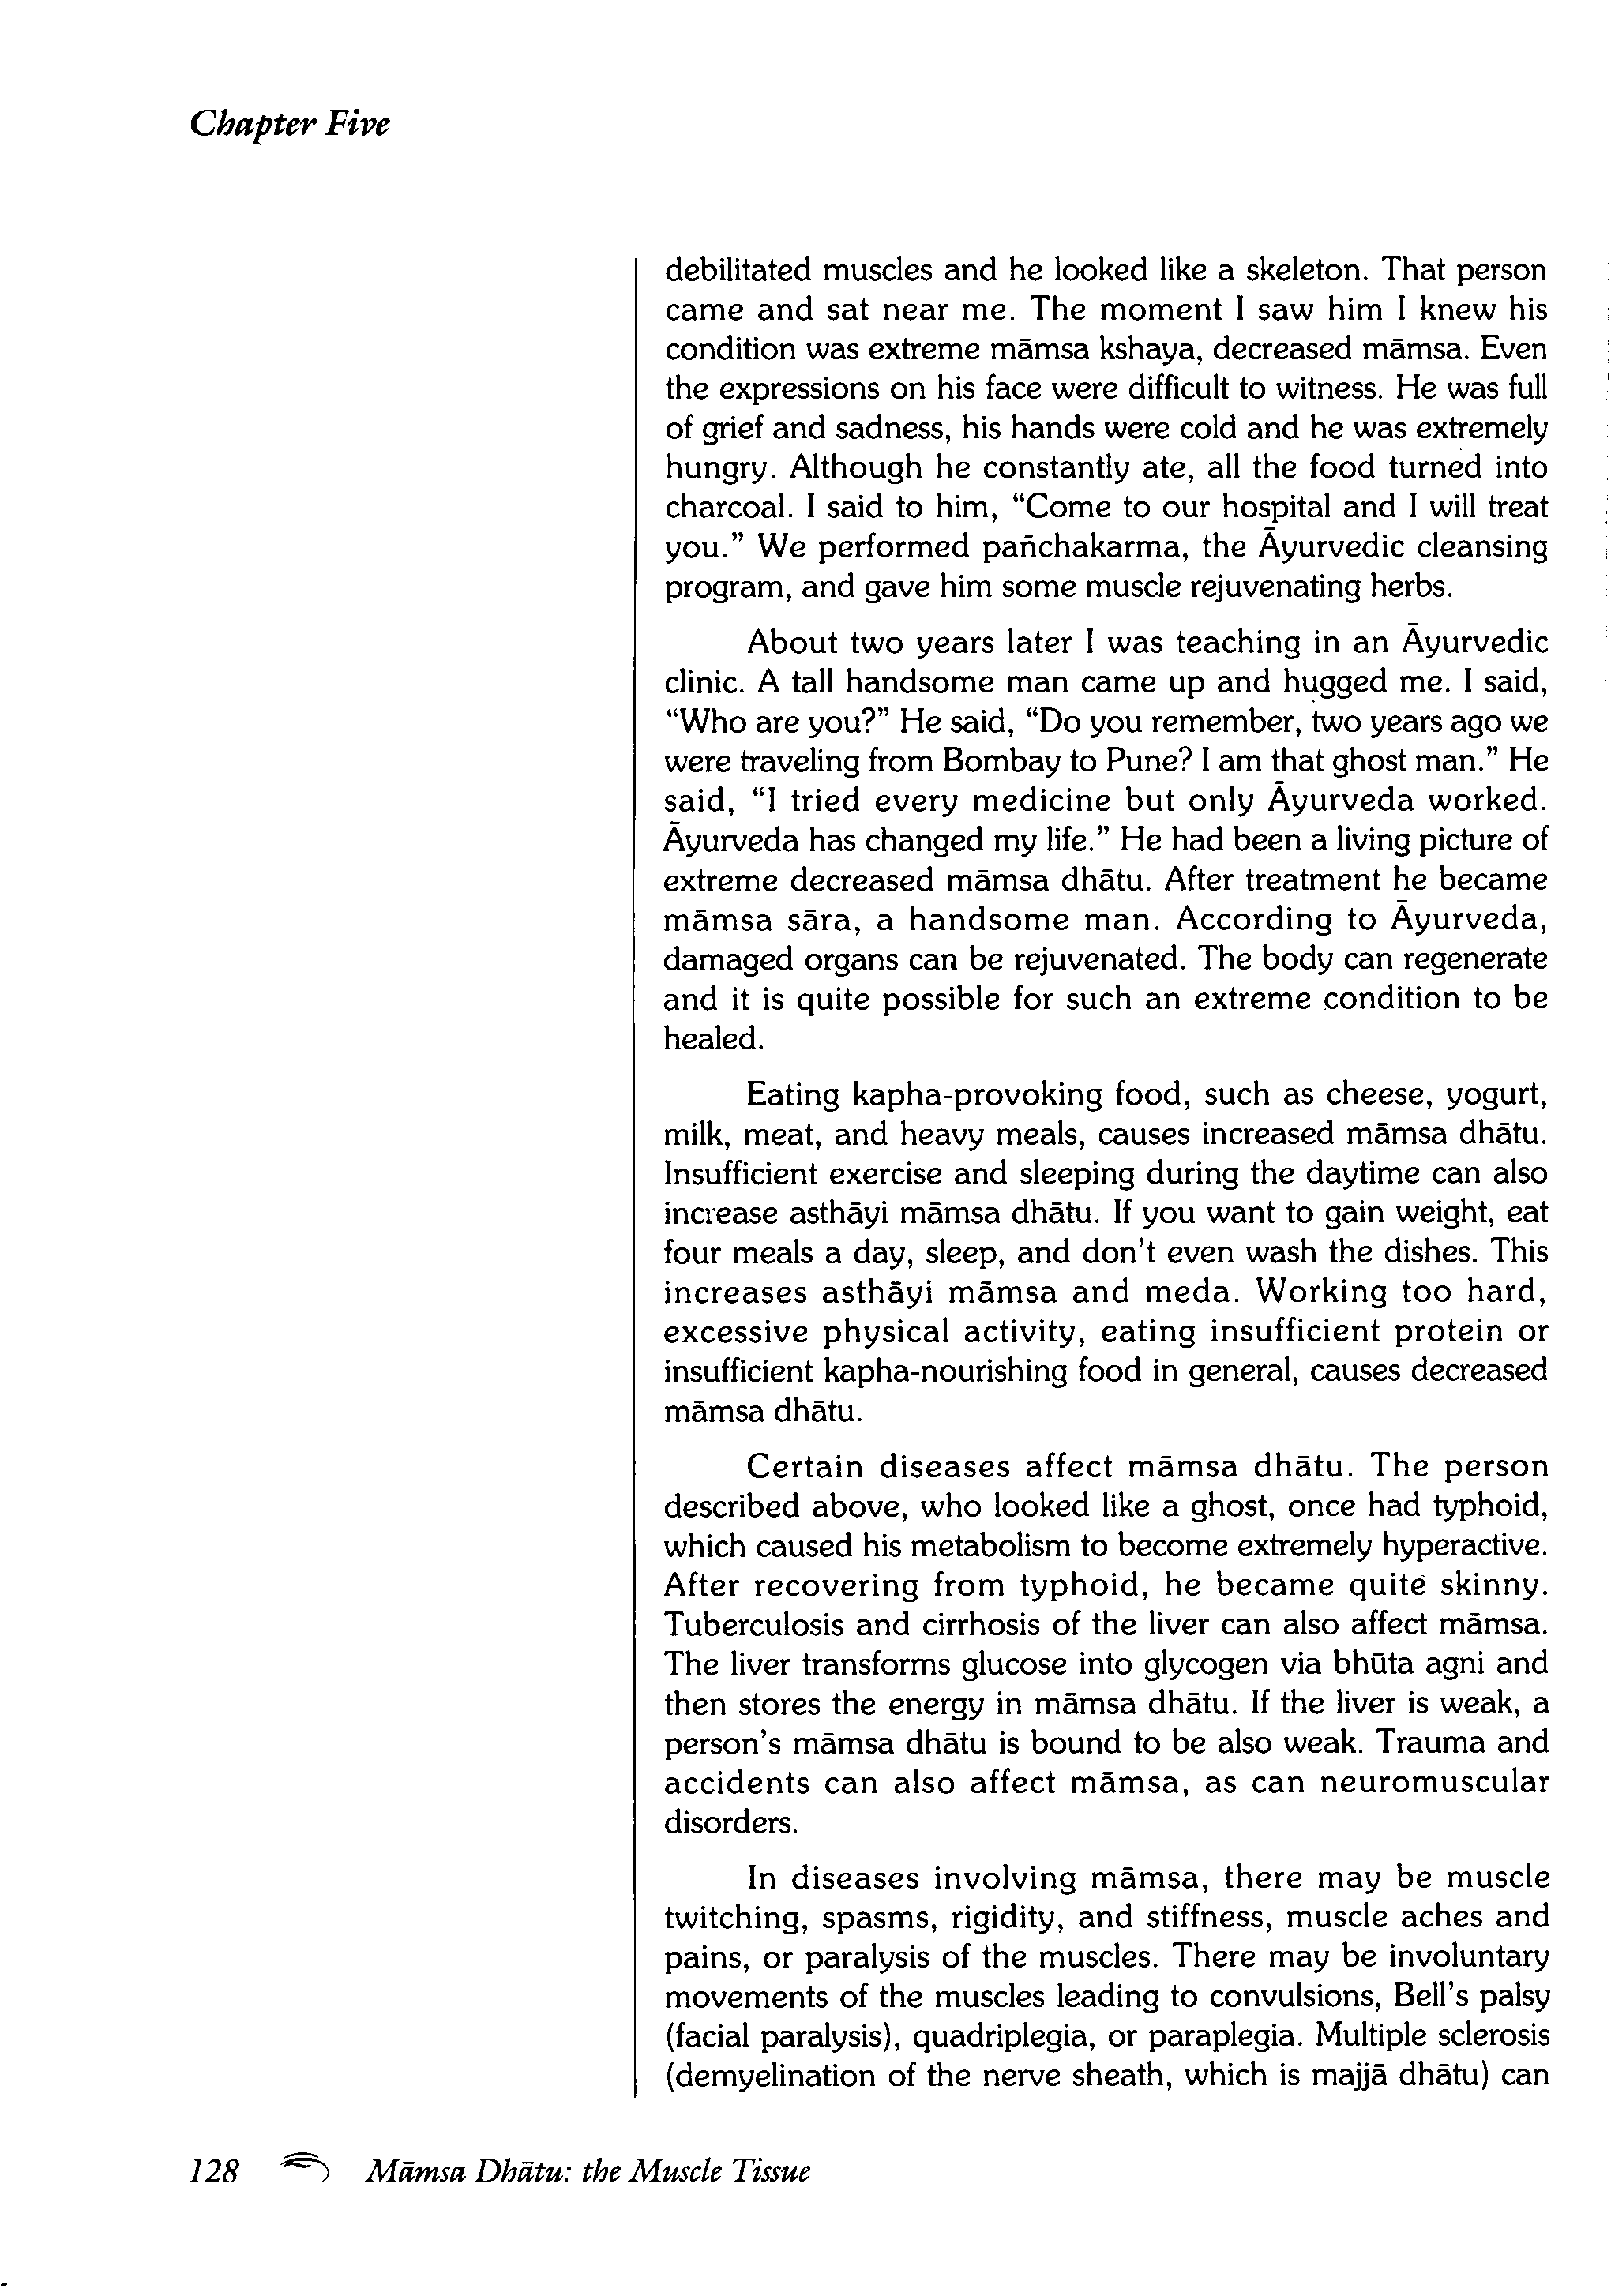 Chapter Five
debilitated muscles and he looked like a skeleton. That person
came and sat near me. The moment I saw him I knew his
condition was extreme māmsa kshaya, decreased māmsa. Even
the expressions on his face were difficult to witness. He was full
of grief and sadness, his hands were cold and he was extremely
hungry. Although he constantly ate, all the food turned into
charcoal. I said to him, “Come to our hospital and I will treat
you.” We performed pañchakarma, the Āyurvedic cleansing
program, and gave him some muscle rejuvenating herbs.
About two years later I was teaching in an Āyurvedic
clinic. A tall handsome man came up and hugged me. I said,
“Who are you?” He said, “Do you remember, two years ago we
were traveling from Bombay to Pune? I am that ghost man.” He
said, “I tried every medicine but only Āyurveda worked.
Āyurveda has changed my life.” He had been a living picture of
extreme decreased māmsa dhātu. After treatment he became
māmsa sāra, a handsome man. According to Āyurveda,
damaged organs can be rejuvenated. The body can regenerate
and it is quite possible for such an extreme condition to be
healed.
Eating kapha-provoking food, such as cheese, yogurt,
milk, meat, and heavy meals, causes increased māmsa dhātu.
Insufficient exercise and sleeping during the daytime can also
increase asthāyi māmsa dhātu. If you want to gain weight, eat
four meals a day, sleep, and don’t even wash the dishes. This
increases asthāyi māmsa and meda. Working too hard,
excessive physical activity, eating insufficient protein or
insufficient kapha-nourishing food in general, causes decreased
māmsa dhātu.
Certain diseases affect māmsa dhātu. The person
described above, who looked like a ghost, once had typhoid,
which caused his metabolism to become extremely hyperactive.
After recovering from typhoid, he became quite skinny.
Tuberculosis and cirrhosis of the liver can also affect māmsa.
The liver transforms glucose into glycogen via bhūta agni and
then stores the energy in māmsa dhātu. If the liver is weak, a
person’s māmsa dhātu is bound to be also weak. Trauma and
accidents can also affect māmsa, as can neuromuscular
disorders.
In diseases involving māmsa, there may be muscle
twitching, spasms, rigidity, and stiffness, muscle aches and
pains, or paralysis of the muscles. There may be involuntary
movements of the muscles leading to convulsions, Bell’s palsy
(facial paralysis), quadriplegia, or paraplegia. Multiple sclerosis
(demyelination of the nerve sheath, which is majjā dhātu) can
128 Māmsa Dhātu: the Muscle Tissue